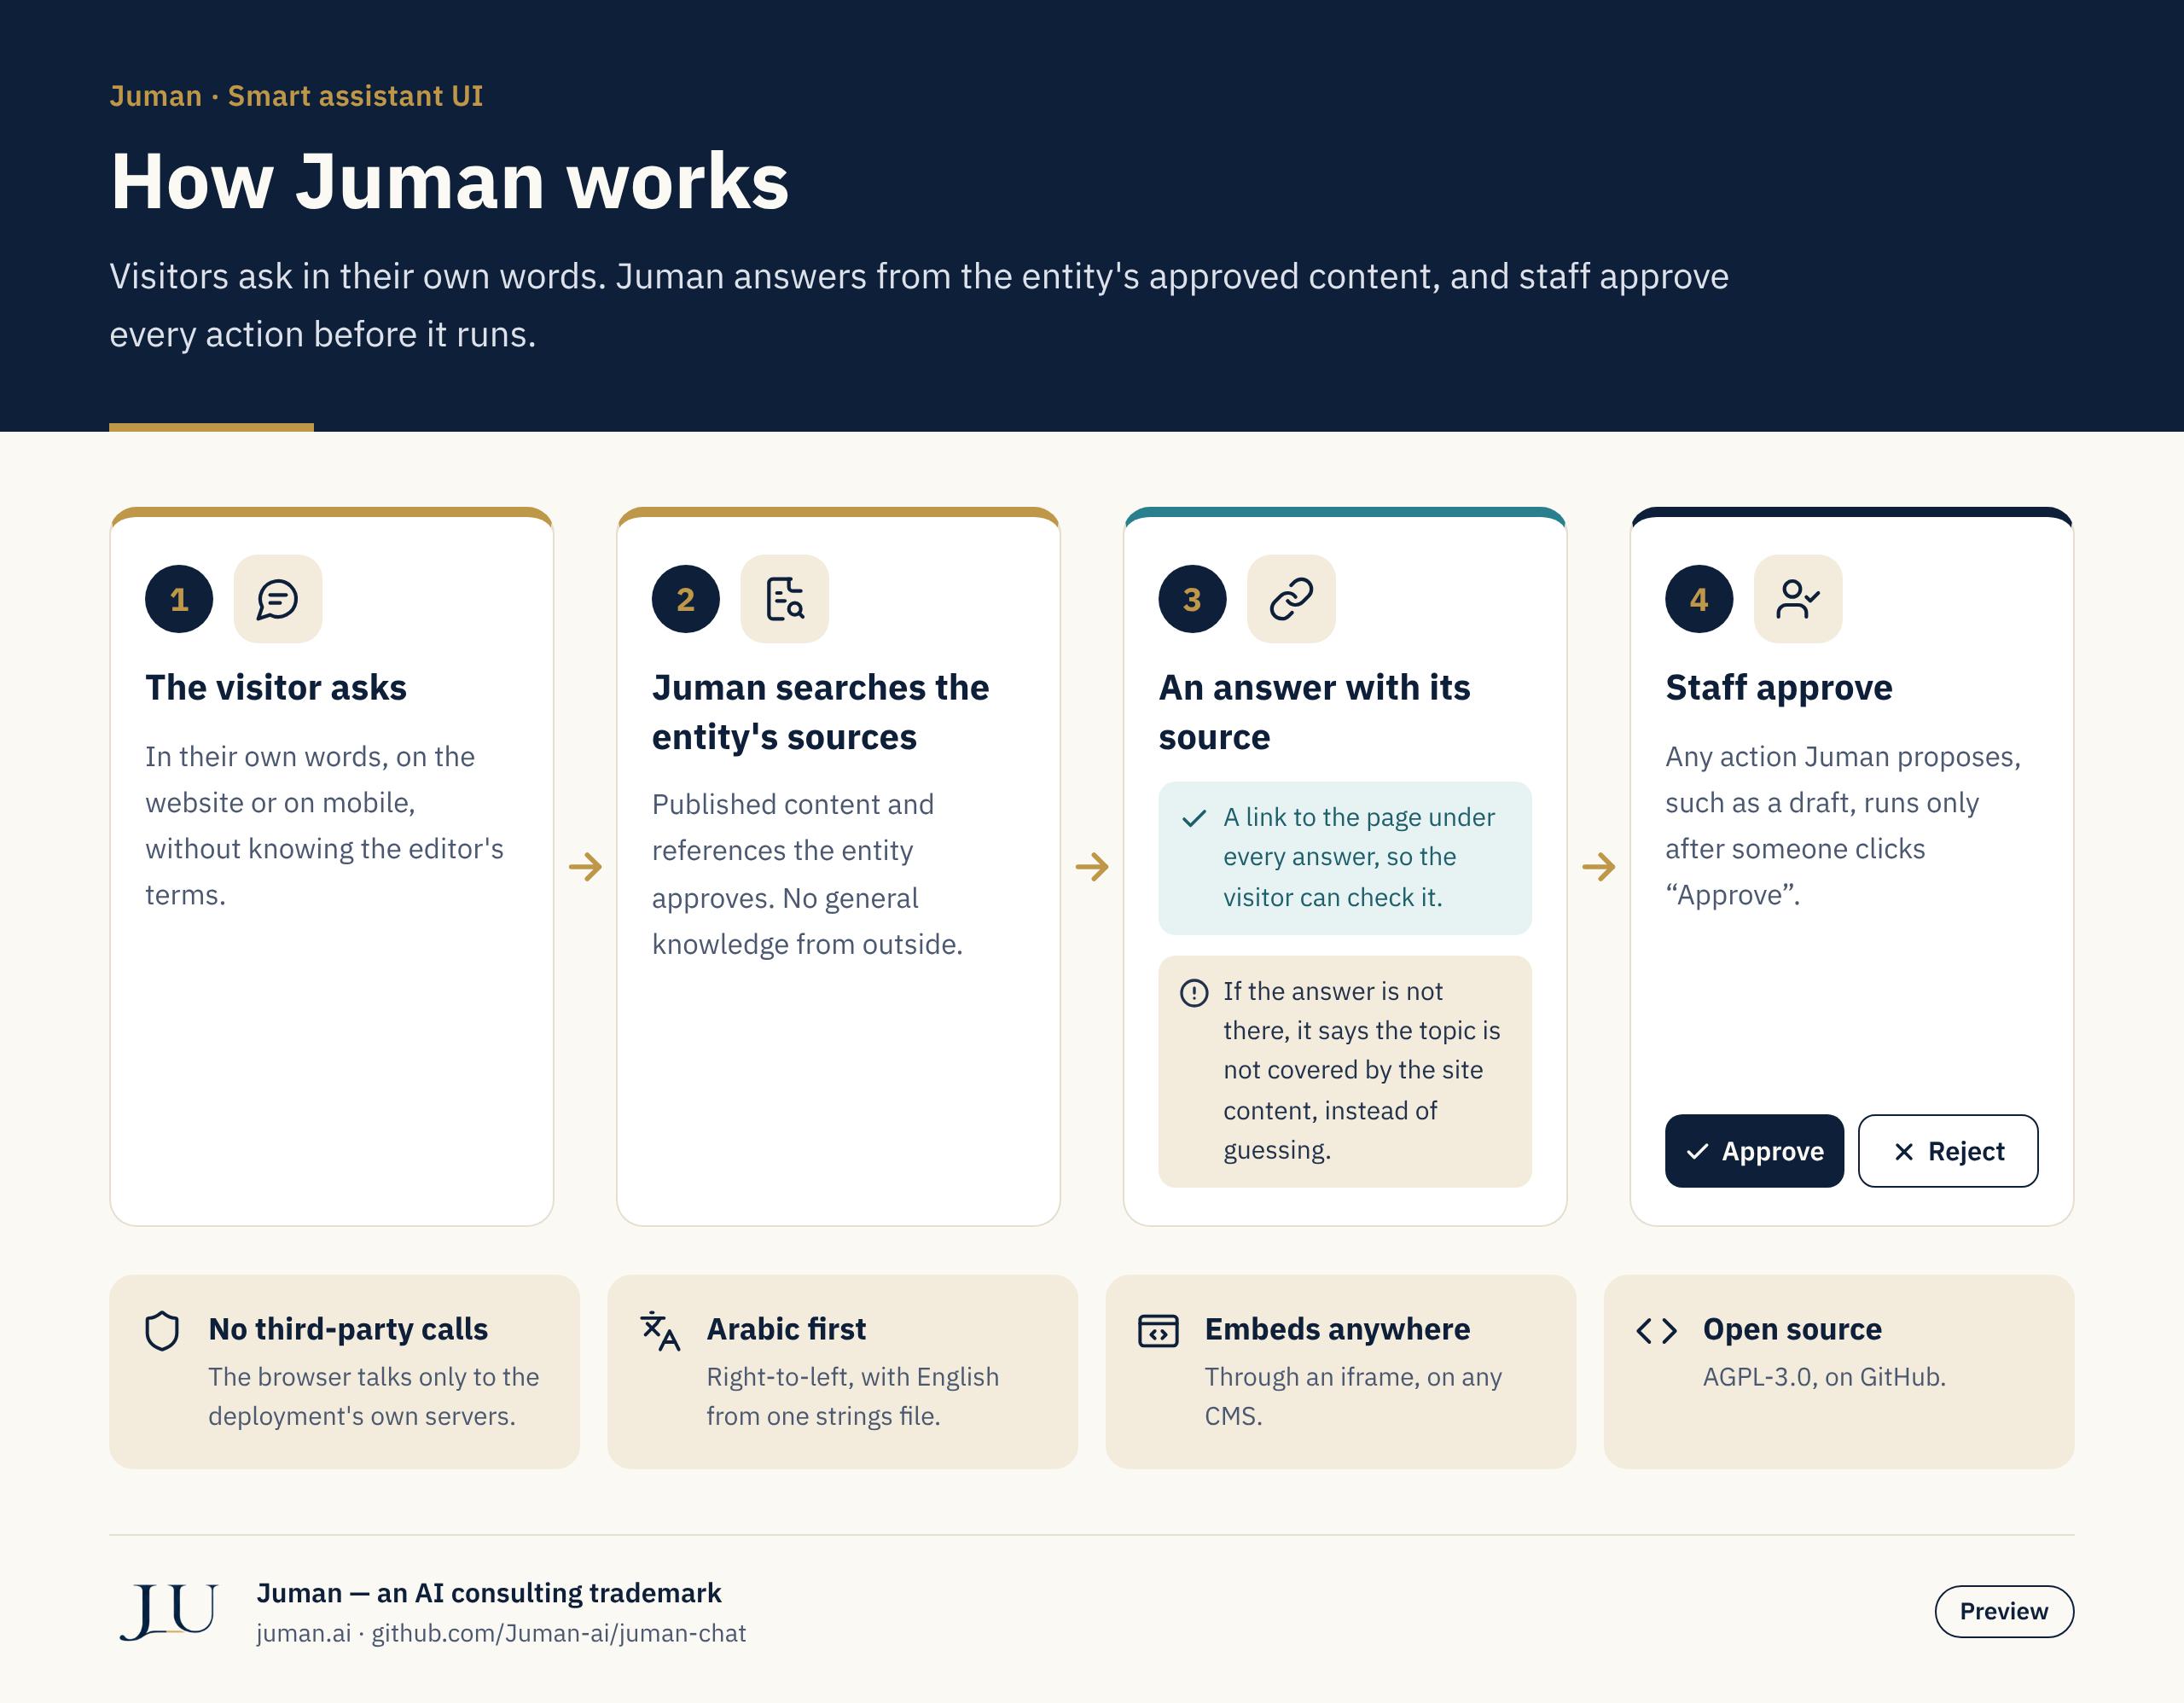 Juman · Smart assistant UI
How Juman works
Visitors ask in their own words. Juman answers from the entity's approved content, and staff approve
every action before it runs.
1
The visitor asks
In their own words, on the
website or on mobile,
without knowing the editor's
terms.
2
Juman searches the
entity's sources
Published content and
references the entity
approves. No general
knowledge from outside.
3
An answer with its
source
A link to the page under
every answer, so the
visitor can check it.
If the answer is not
there, it says the topic is
not covered by the site
content, instead of
guessing.
4
Staff approve
Any action Juman proposes,
such as a draft, runs only
after someone clicks
“Approve”.
Approve
Reject
No third-party calls
The browser talks only to the
deployment's own servers.
Arabic first
Right-to-left, with English
from one strings file.
Embeds anywhere
Through an iframe, on any
CMS.
Open source
AGPL-3.0, on GitHub.
JU
Juman — an AI consulting trademark
juman.ai · github.com/Juman-ai/juman-chat
Preview